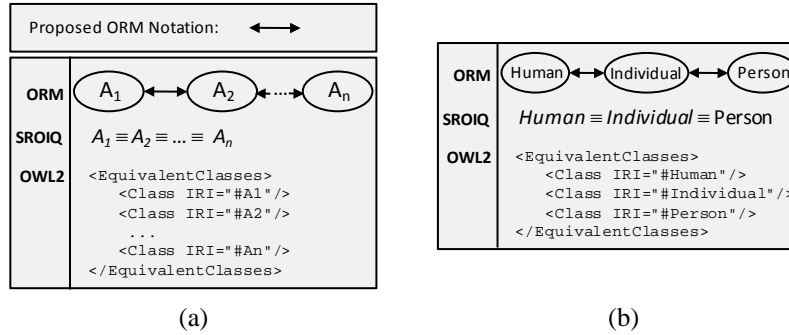 Proposed ORM Notation:
ORM
A1 A2 ... An
SROIQ
A1 ≡ A2 ≡ ... ≡ An
OWL2
<EquivalentClasses>
<Class IRI="#A1"/>
<Class IRI="#A2"/>
...
<Class IRI="#An"/>
</EquivalentClasses>
(a)
ORM
Human Individual Person
SROIQ
Human ≡ Individual ≡ Person
OWL2
<EquivalentClasses>
<Class IRI="#Human"/>
<Class IRI="#Individual"/>
<Class IRI="#Person"/>
</EquivalentClasses>
(b)